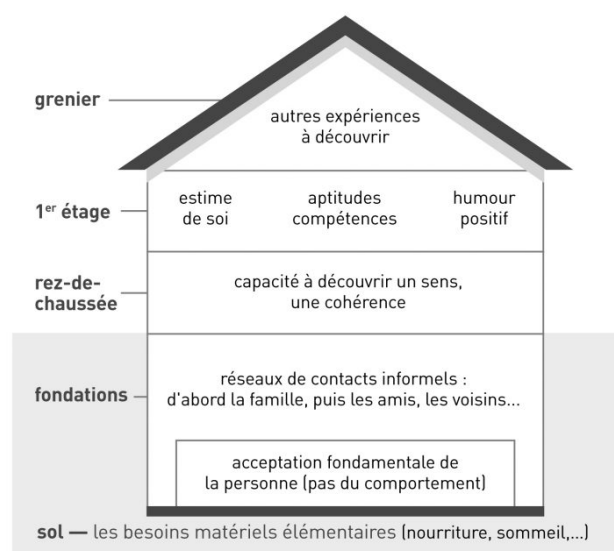 grenier
autres expériences
à découvrir
1er étage
estime
de soi
aptitudes
compétences
humour
positif
rez-de-
chaussée
capacité à découvrir un sens,
une cohérence
fondations
réseaux de contacts informels :
d'abord la famille, puis les amis, les voisins...
acceptation fondamentale de
la personne (pas du comportement)
sol — les besoins matériels élémentaires (nourriture, sommeil,...)